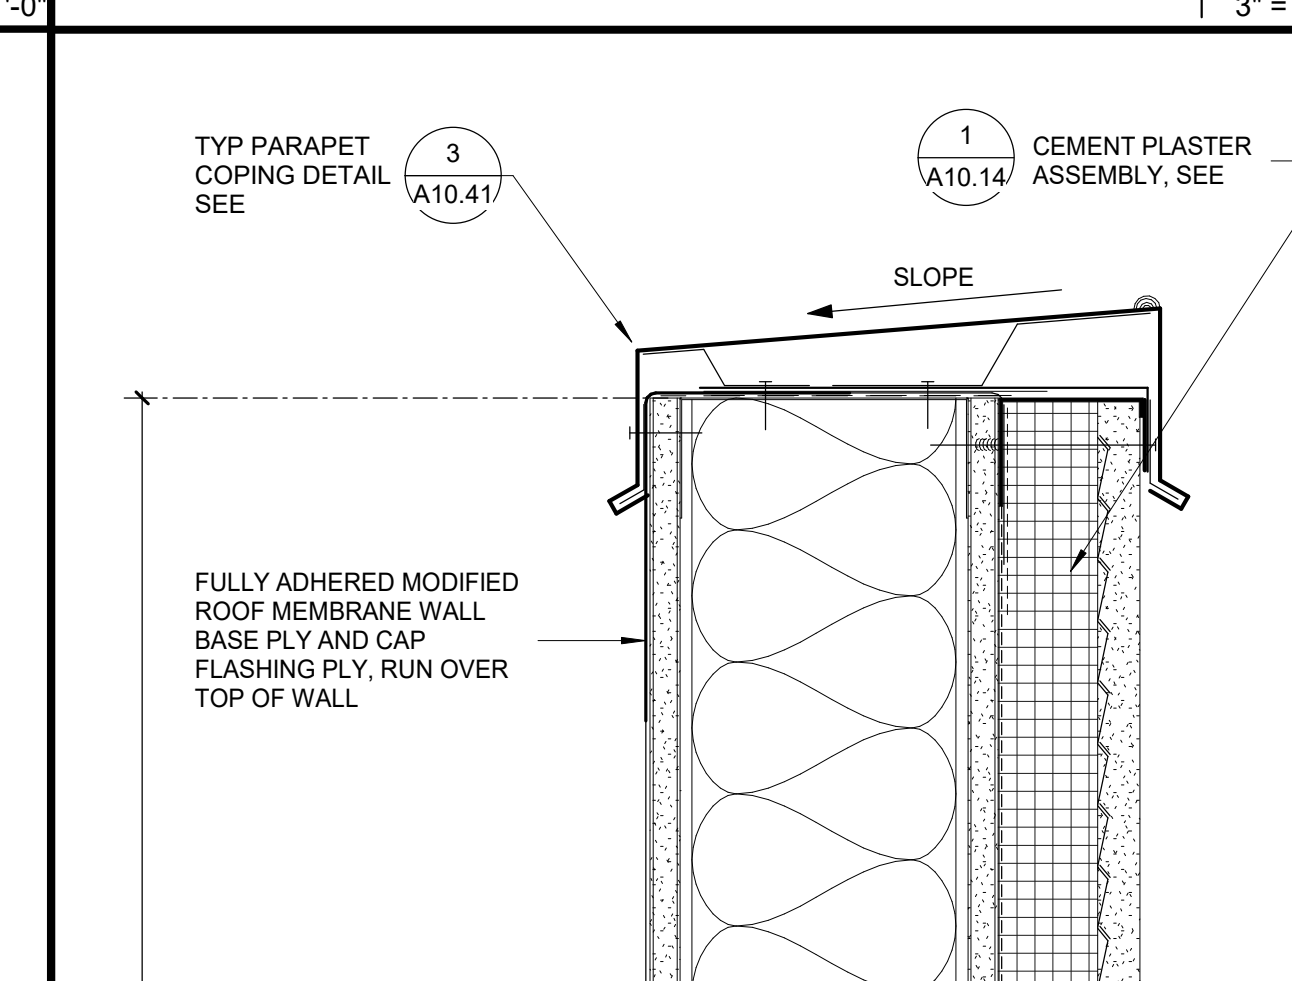 '-0"
3" =
TYP PARAPET
COPING DETAIL
SEE
3
A10.41
1
A10.14
CEMENT PLASTER
ASSEMBLY, SEE
SLOPE
FULLY ADHERED MODIFIED
ROOF MEMBRANE WALL
BASE PLY AND CAP
FLASHING PLY, RUN OVER
TOP OF WALL